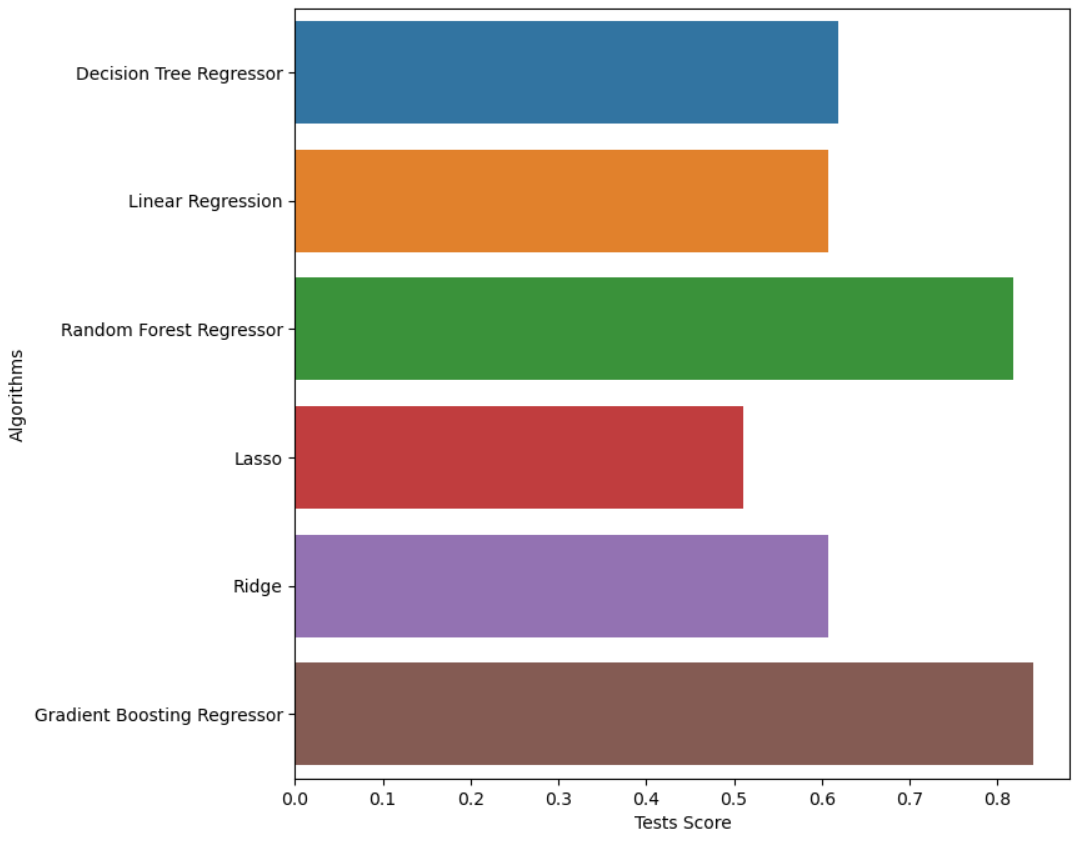 Decision Tree Regressor
Linear Regression
Random Forest Regressor
Algorithms
Lasso
Ridge
Gradient Boosting Regressor
0.0 0.1 0.2 0.3 0.4 0.5 0.6 0.7 0.8
Tests Score